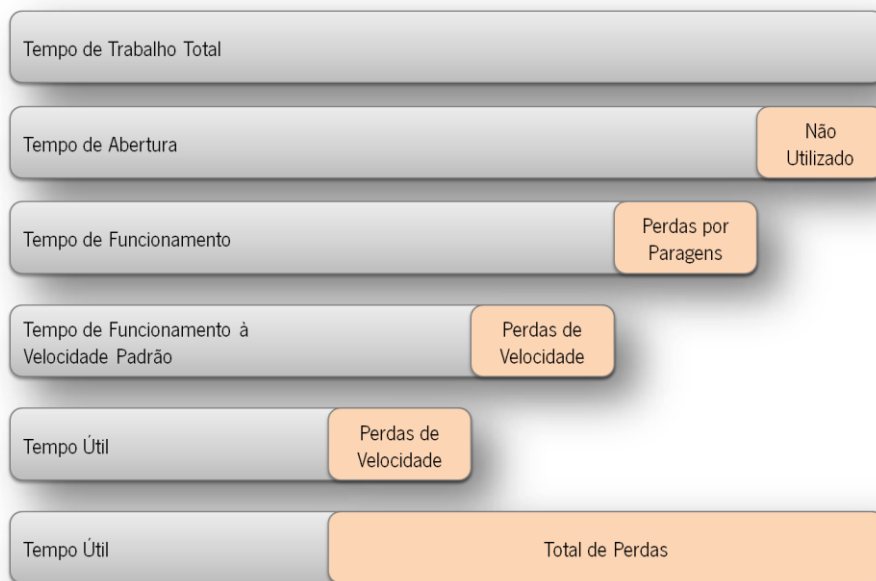 Tempo de Trabalho Total
Tempo de Abertura
Não
Utilizado
Tempo de Funcionamento
Perdas por
Paragens
Tempo de Funcionamento à
Velocidade Padrão
Perdas de
Velocidade
Tempo Útil
Perdas de
Velocidade
Tempo Útil
Total de Perdas